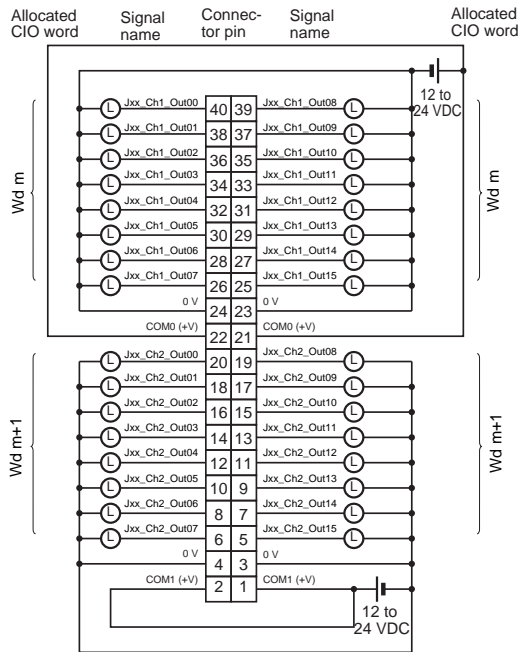 Allocated CIO word
Signal name
Connec-tor pin
Signal name
Allocated CIO word
12 to 24 VDC
Wd m
Wd m
L Jxx_Ch1_Out00 40 39 Jxx_Ch1_Out08 L
L Jxx_Ch1_Out01 38 37 Jxx_Ch1_Out09 L
L Jxx_Ch1_Out02 36 35 Jxx_Ch1_Out10 L
L Jxx_Ch1_Out03 34 33 Jxx_Ch1_Out11 L
L Jxx_Ch1_Out04 32 31 Jxx_Ch1_Out12 L
L Jxx_Ch1_Out05 30 29 Jxx_Ch1_Out13 L
L Jxx_Ch1_Out06 28 27 Jxx_Ch1_Out14 L
L Jxx_Ch1_Out07 26 25 Jxx_Ch1_Out15 L
0 V 24 23 0 V
COM0 (+V) 22 21 COM0 (+V)
Wd m+1
Wd m+1
L Jxx_Ch2_Out00 20 19 Jxx_Ch2_Out08 L
L Jxx_Ch2_Out01 18 17 Jxx_Ch2_Out09 L
L Jxx_Ch2_Out02 16 15 Jxx_Ch2_Out10 L
L Jxx_Ch2_Out03 14 13 Jxx_Ch2_Out11 L
L Jxx_Ch2_Out04 12 11 Jxx_Ch2_Out12 L
L Jxx_Ch2_Out05 10 9 Jxx_Ch2_Out13 L
L Jxx_Ch2_Out06 8 7 Jxx_Ch2_Out14 L
L Jxx_Ch2_Out07 6 5 Jxx_Ch2_Out15 L
0 V 4 3 0 V
COM1 (+V) 2 1 COM1 (+V)
12 to 24 VDC